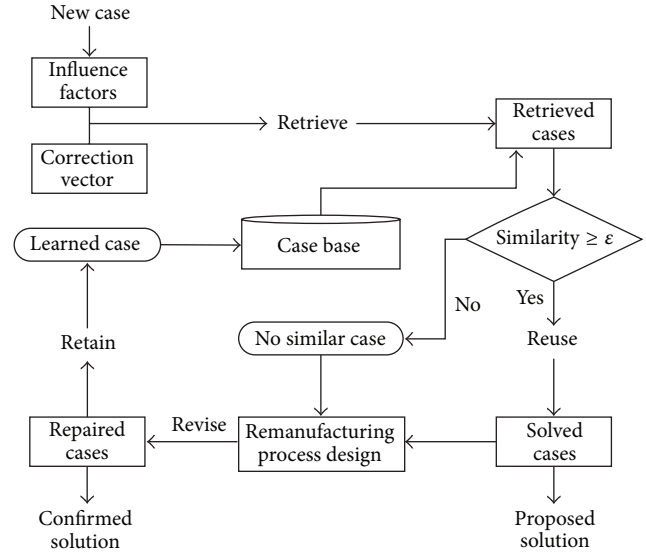 New case
Influence
factors
Retrieve
Retrieved
cases
Correction
vector
Learned case
Case base
Similarity ≥ ε
No
Yes
Retain
No similar case
Reuse
Repaired
cases
Revise
Remanufacturing
process design
Solved
cases
Confirmed
solution
Proposed
solution